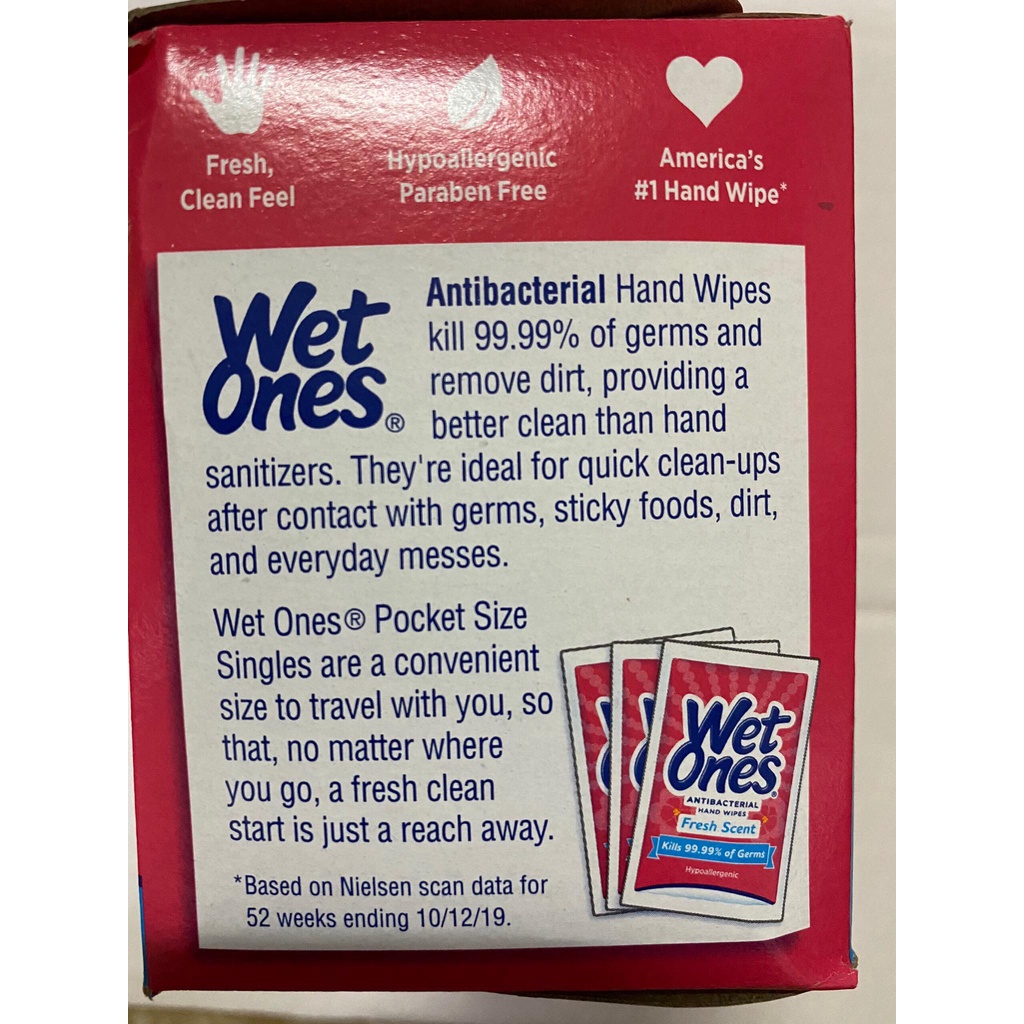 Fresh,
Clean Feel
Hypoallergenic
Paraben Free
America's
#1 Hand Wipe*
Wet
Ones®
Antibacterial Hand Wipes
kill 99.99% of germs and
remove dirt, providing a
better clean than hand
sanitizers. They're ideal for quick clean-ups
after contact with germs, sticky foods, dirt,
and everyday messes.
Wet Ones® Pocket Size
Singles are a convenient
size to travel with you, so
that, no matter where
you go, a fresh clean
start is just a reach away.
*Based on Nielsen scan data for
52 weeks ending 10/12/19.
Wet
Ones®
ANTIBACTERIAL
HAND WIPES
Fresh Scent
Kills 99.99% of Germs
Hypoallergenic